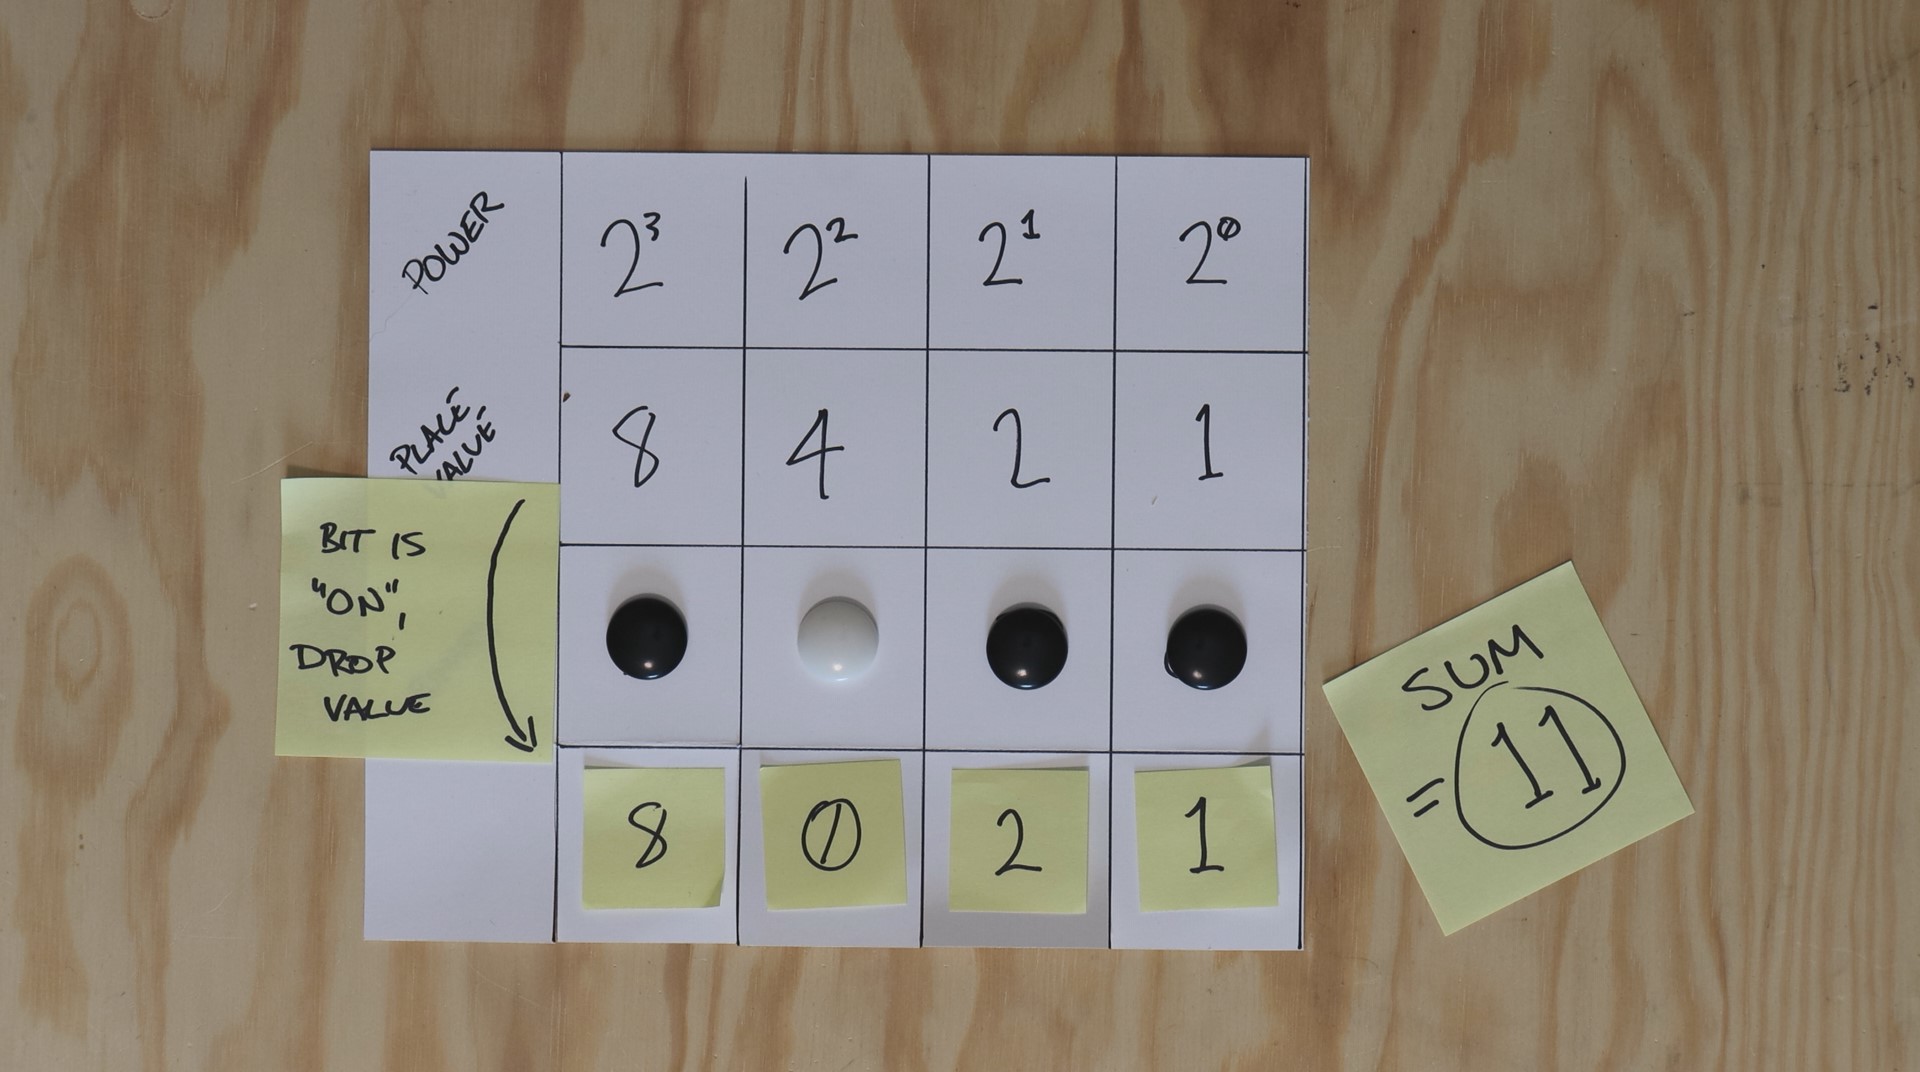 POWER 2³ 2² 2¹ 2⁰
PLACE 8 4 2 1
VALUE
BIT IS
"ON",
DROP
VALUE
8 0 2 1
SUM
= 11